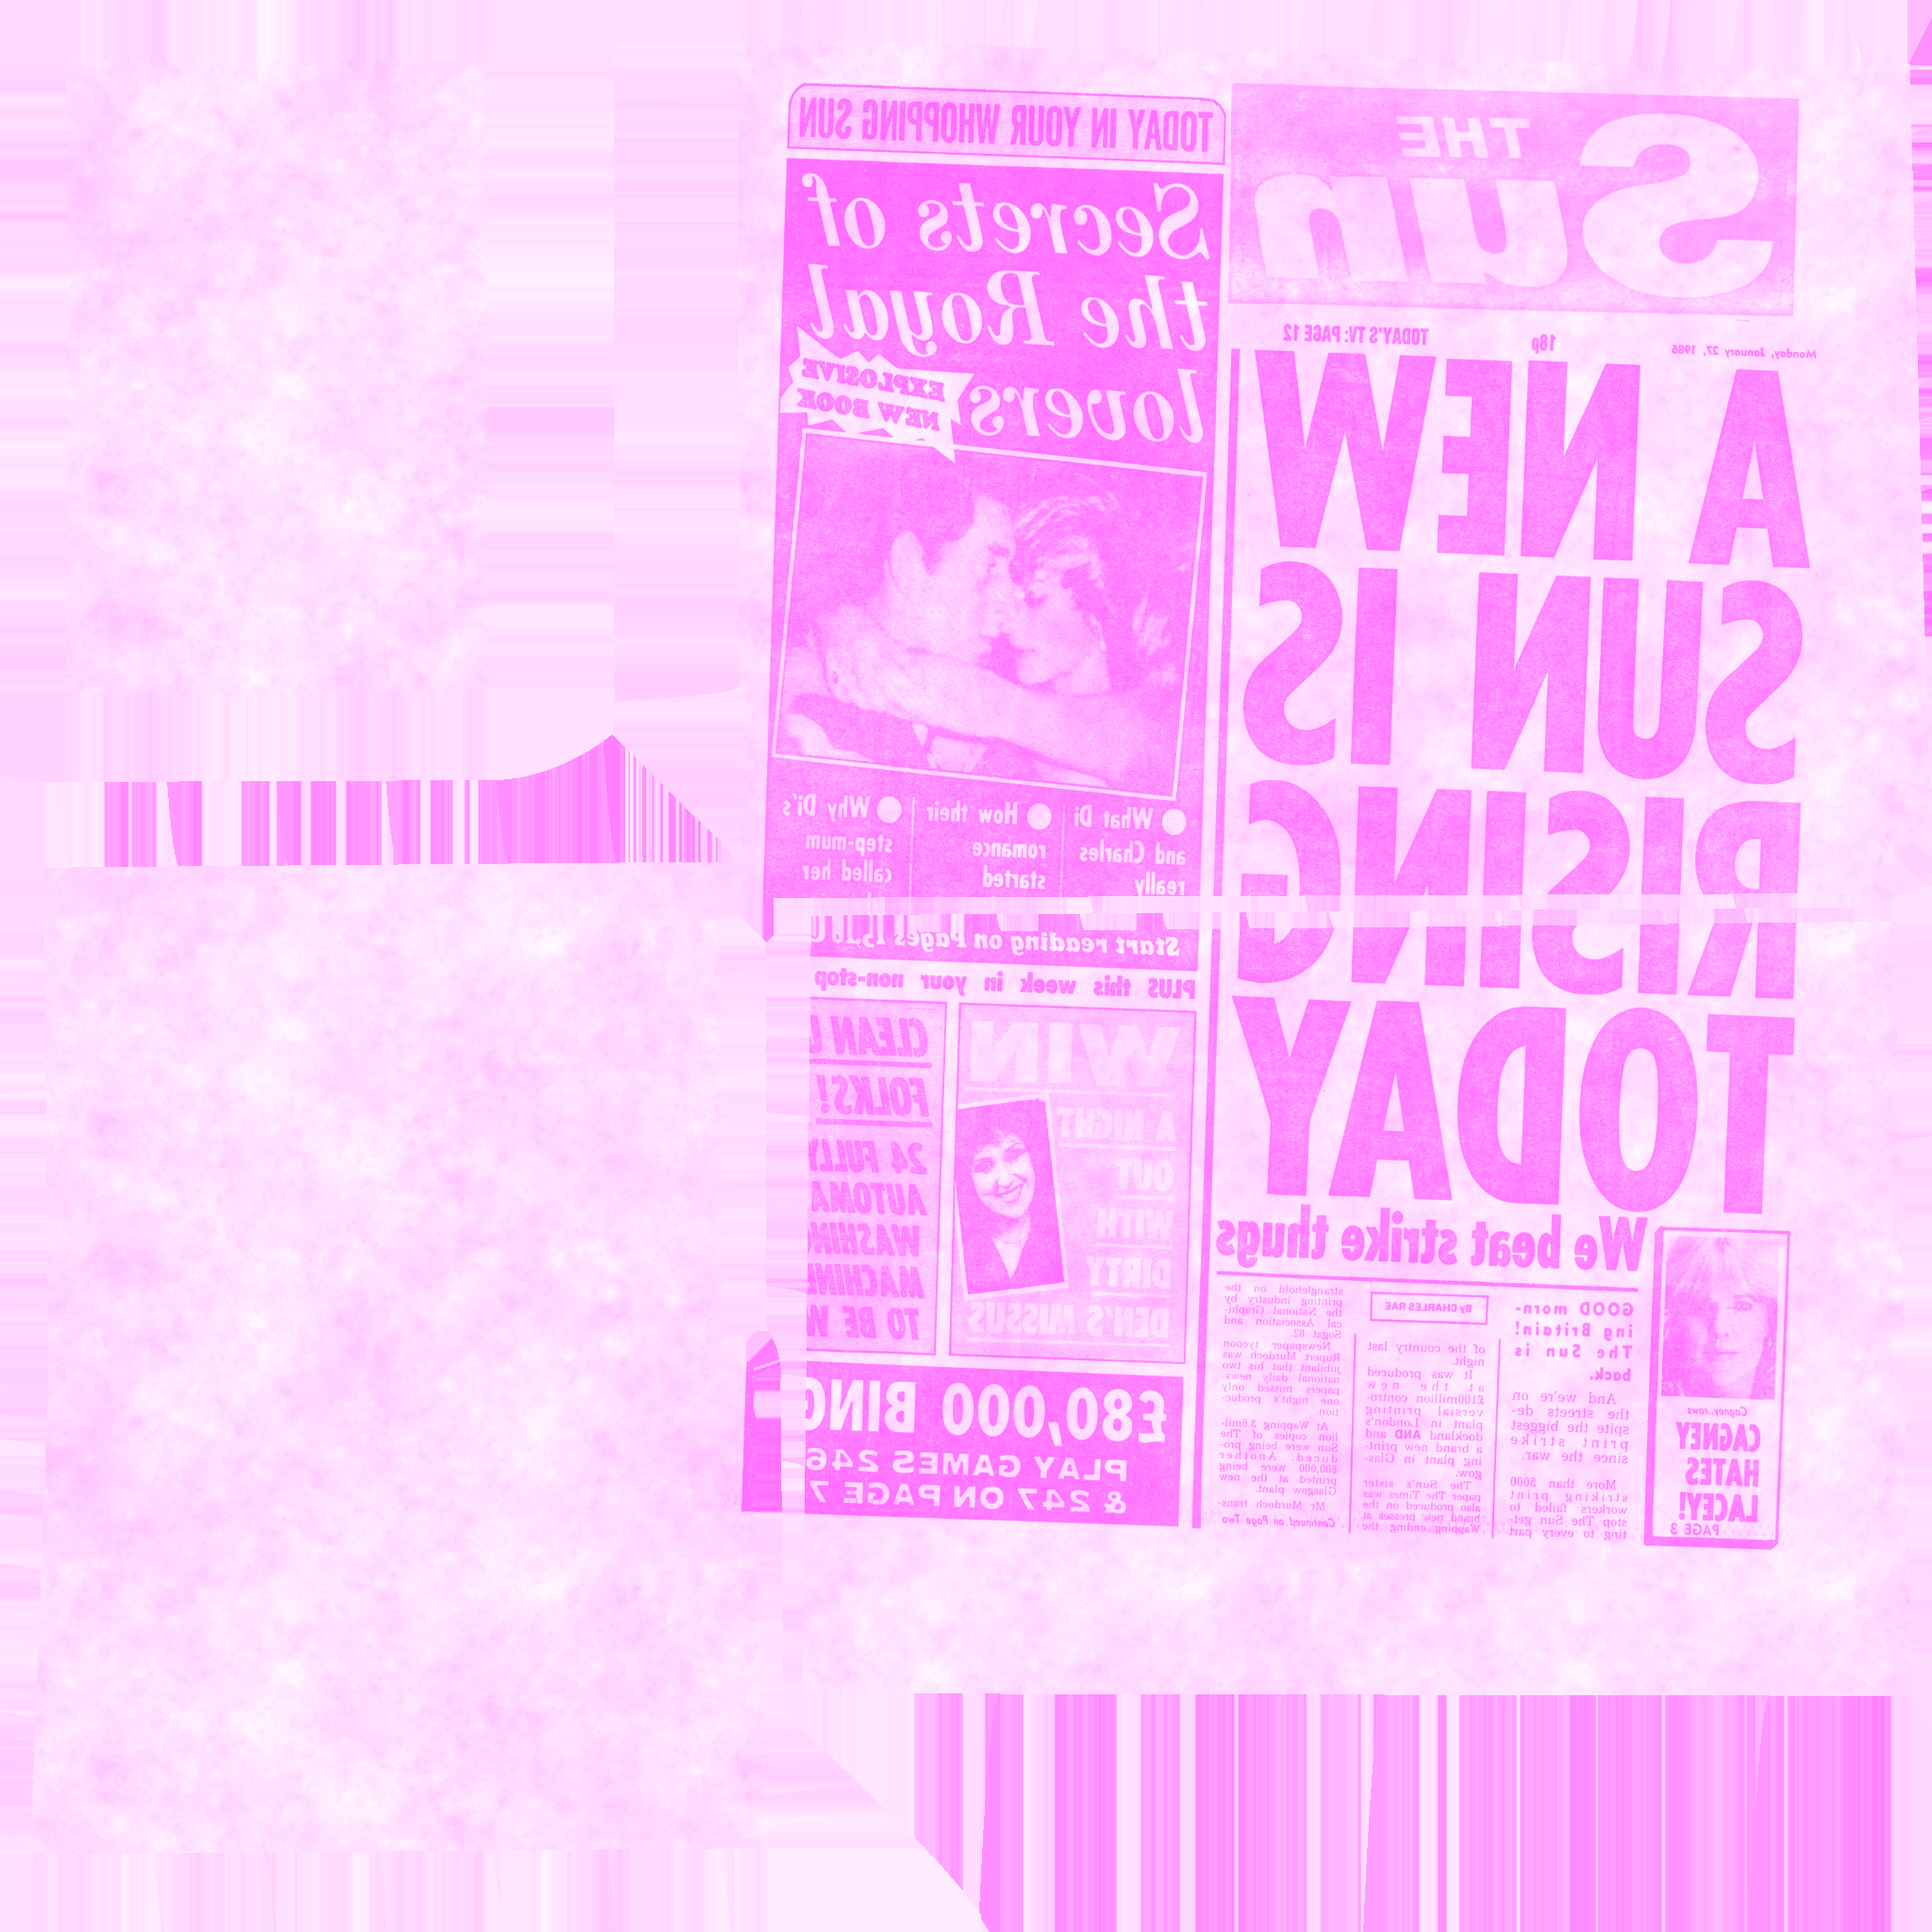 THE
Sun
Monday, January 27, 1986
18p
TODAY'S TV: PAGE 12
A NEW
SUN IS
RISING
TODAY
We beat strike thugs
Cagney..rows
CAGNEY
HATES
LACEY!
PAGE 3
GOOD morn-
ing Britain!
The Sun is
back.
And we're on
the streets de-
spite the biggest
print strike
since the war.
More than 5000
striking print
workers failed to
stop The Sun get-
ting to every part
By CHARLES RAE
of the country last
night.
It was produced
at the new
£100million contro-
versial printing
plant in London's
dockland AND and
a brand new print-
ing plant in Glas-
gow.
The Sun's sister
paper The Times was
also produced on the
brand new presses at
Wapping...ending the
stranglehold on the
printing industry by
the National Graphi-
cal Association and
Sogat 82.
Newspaper tycoon
Rupert Murdoch was
jubilant that his two
national daily news-
papers missed only
one night's produc-
tion.
At Wapping 3.6mil-
lion copies of The
Sun were being pro-
duced. Another
800,000 were being
printed at the new
Glasgow plant.
Mr Murdoch trans-
Continued on Page Two
TODAY IN YOUR WHOPPING SUN
Secrets of
the Royal
lovers
EXPLOSIVE
NEW BOOK
What Di
and Charles
really
How their
romance
started
Why Di's
step-mum
called her
Start reading on Pages 15,16
PLUS this week in your non-stop
WIN
A NIGHT
OUT
WITH
DIRTY
DEN'S MISSUS
CLEAN U
FOLKS!
24 FULLY
AUTOMA
WASHIN
MACHINE
TO BE W
£80,000 BING
PLAY GAMES 246
& 247 ON PAGE 7